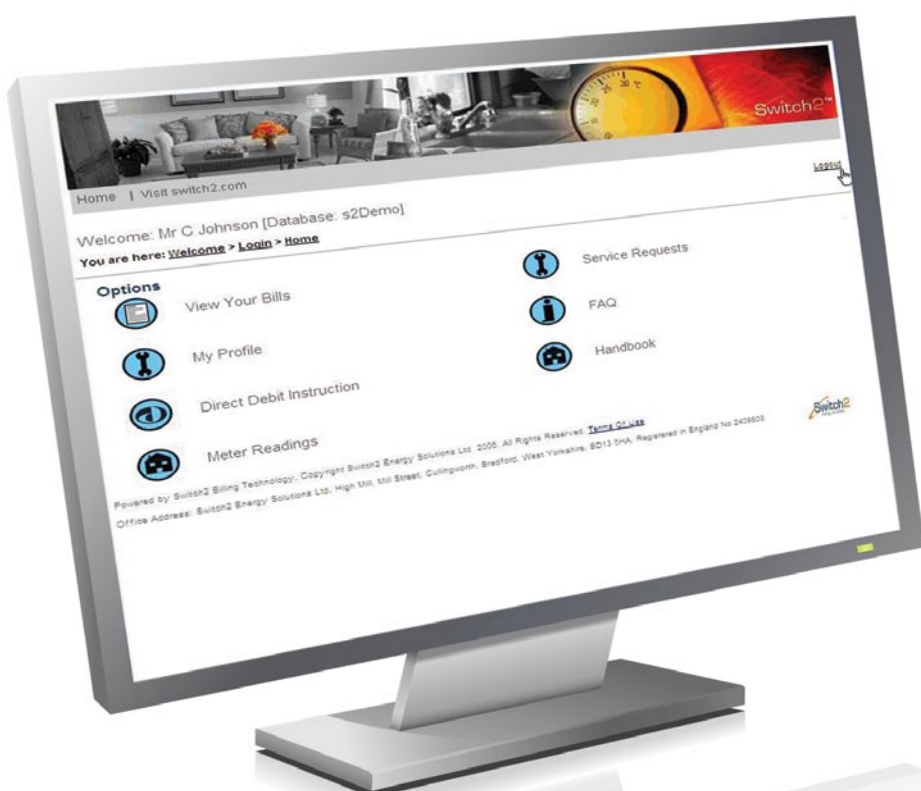 Switch2™
Home | Visit switch2.com
Logout
Welcome: Mr C Johnson [Database: s2Demo]
You are here: Welcome > Login > Home
Options
View Your Bills
My Profile
Direct Debit Instruction
Meter Readings
Service Requests
FAQ
Handbook
Powered by Switch2 Billing Technology, Copyright Switch2 Energy Solutions Ltd. 2005. All Rights Reserved. Terms Of Use
Office Address: Switch2 Energy Solutions Ltd, High Mill, Mill Street, Cullingworth, Bradford, West Yorkshire, BD13 5HA, Registered in England No
Switch2